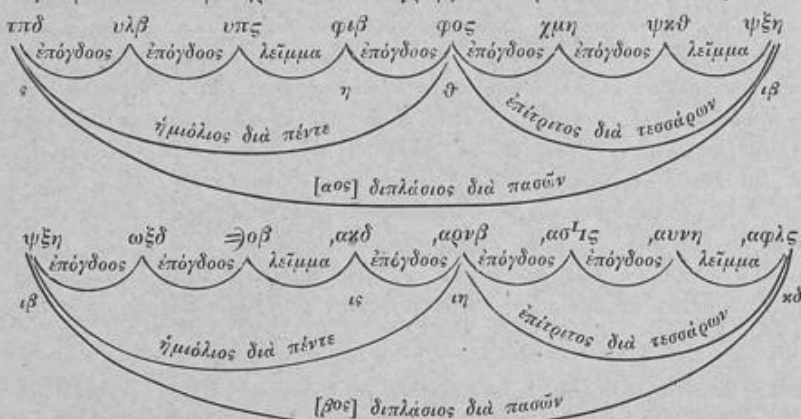 τπδ υλβ υπς φιβ φος χμη ψκϑ ψξη
ἐπόγδοος ἐπόγδοος λεῖμμα ἐπόγδοος ἐπόγδοος ἐπόγδοος λεῖμμα
ς η ϑ ιβ
ἡμιόλιος διὰ πέντε ἐπίτριτος διὰ τεσσάρων
[αος] διπλάσιος διὰ πασῶν
ψξη ωξδ ϡοβ ͵ακδ ͵αρνβ ͵ασϟς ͵αυνη ͵αφλς
ἐπόγδοος ἐπόγδοος λεῖμμα ἐπόγδοος ἐπόγδοος ἐπόγδοος λεῖμμα
ιβ ις ιη κδ
ἡμιόλιος διὰ πέντε ἐπίτριτος διὰ τεσσάρων
[βος] διπλάσιος διὰ πασῶν